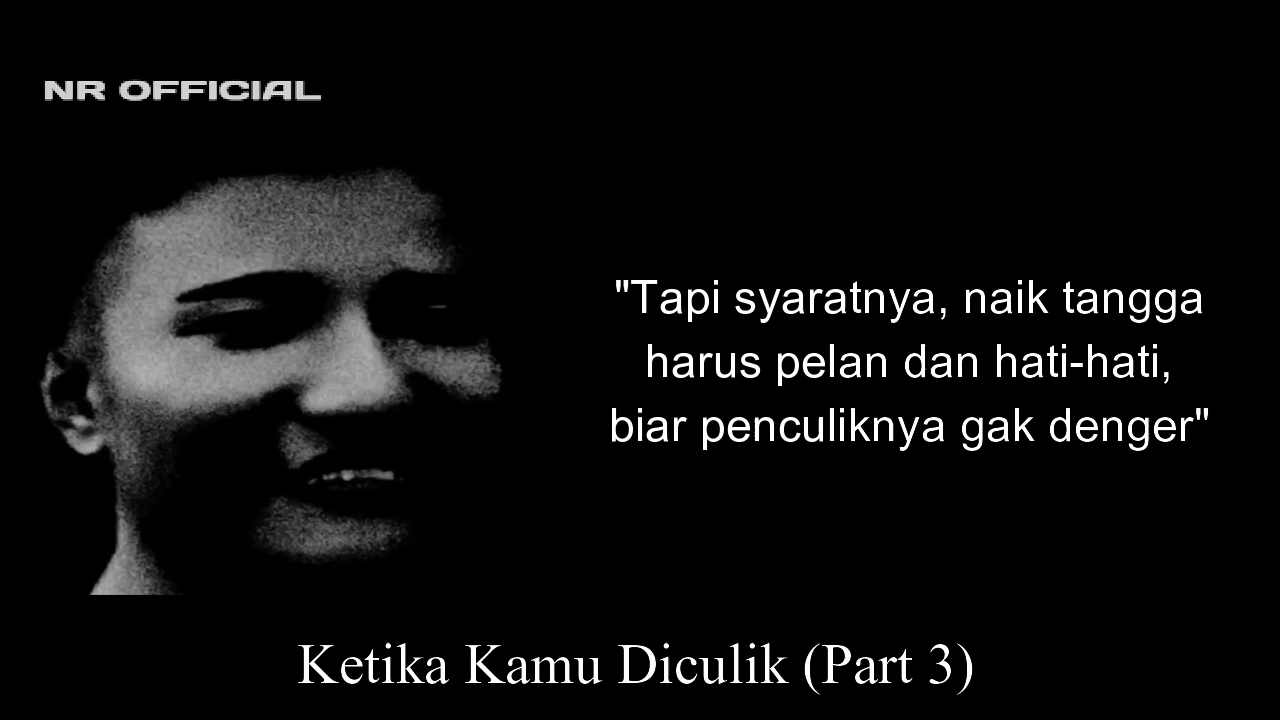 NR OFFICIAL
"Tapi syaratnya, naik tangga
harus pelan dan hati-hati,
biar penculiknya gak denger"
Ketika Kamu Diculik (Part 3)